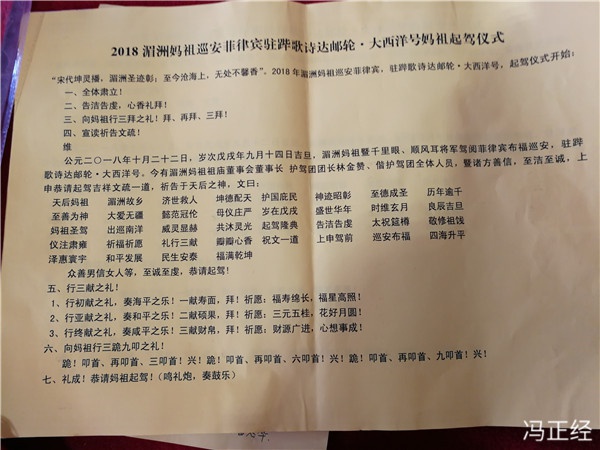 2018 湄洲妈祖巡安菲律宾驻跸歌诗达邮轮·大西洋号妈祖起驾仪式
“宋代坤灵播，湄洲圣迹彰；至今沧海上，无处不馨香”。2018 年湄洲妈祖巡安菲律宾，驻跸歌诗达邮轮·大西洋号，起驾仪式开始：
一、全体肃立！
二、告洁告虔，心香礼拜！
三、向妈祖行三拜之礼！拜、再拜、三拜！
四、宣读祈告文疏！
维
公元二〇一八年十月二十二日，岁次戊戌年九月十四吉旦，湄洲妈祖暨千里眼、顺风耳将军驾阅菲律宾布福巡安，驻跸
歌诗达邮轮·大西洋号。今有湄洲妈祖祖庙董事会董事长 护驾团团长林金赞、偕护驾团全体人员，暨诸方善信，至洁至诚，上
申恭请起驾吉祥文疏一道，祈告于天后之神，文曰：
天后妈祖 湄洲故乡 济世救人 坤德配天 护国庇民 神迹昭彰 至德成圣 历年逾千
至善为神 大爱无疆 懿范冠伦 母仪庄严 岁在戊戌 盛世华年 时维玄月 良辰吉旦
妈祖圣驾 出巡南洋 威灵显赫 共沐灵光 起驾隆典 告洁告虔 太祝筵樽 敬修祖饯
仪注肃雍 祈福祈愿 礼行三献 瓣瓣心香 祝文一道 上申驾前 巡安布福 四海升平
泽惠寰宇 和平发展 民生安泰 福满乾坤
众善男信女人等，至诚至虔，恭请起驾！
五、行三献之礼！
1、行初献之礼，奏海平之乐！一献寿面，拜！祈愿：福寿绵长，福星高照！
2、行亚献之礼，奏和平之乐！二献硕果，拜！祈愿：三元五桂，花好月圆！
3、行终献之礼，奏咸平之乐！三献财帛，拜！祈愿：财源广进，心想事成！
六、向妈祖行三跪九叩之礼！
跪！叩首、再叩首、三叩首！兴！跪！叩首、再叩首、六叩首！兴！跪！叩首、再叩首、九叩首！兴！
七、礼成！恭请妈祖起驾！（鸣礼炮，奏鼓乐）
冯正经